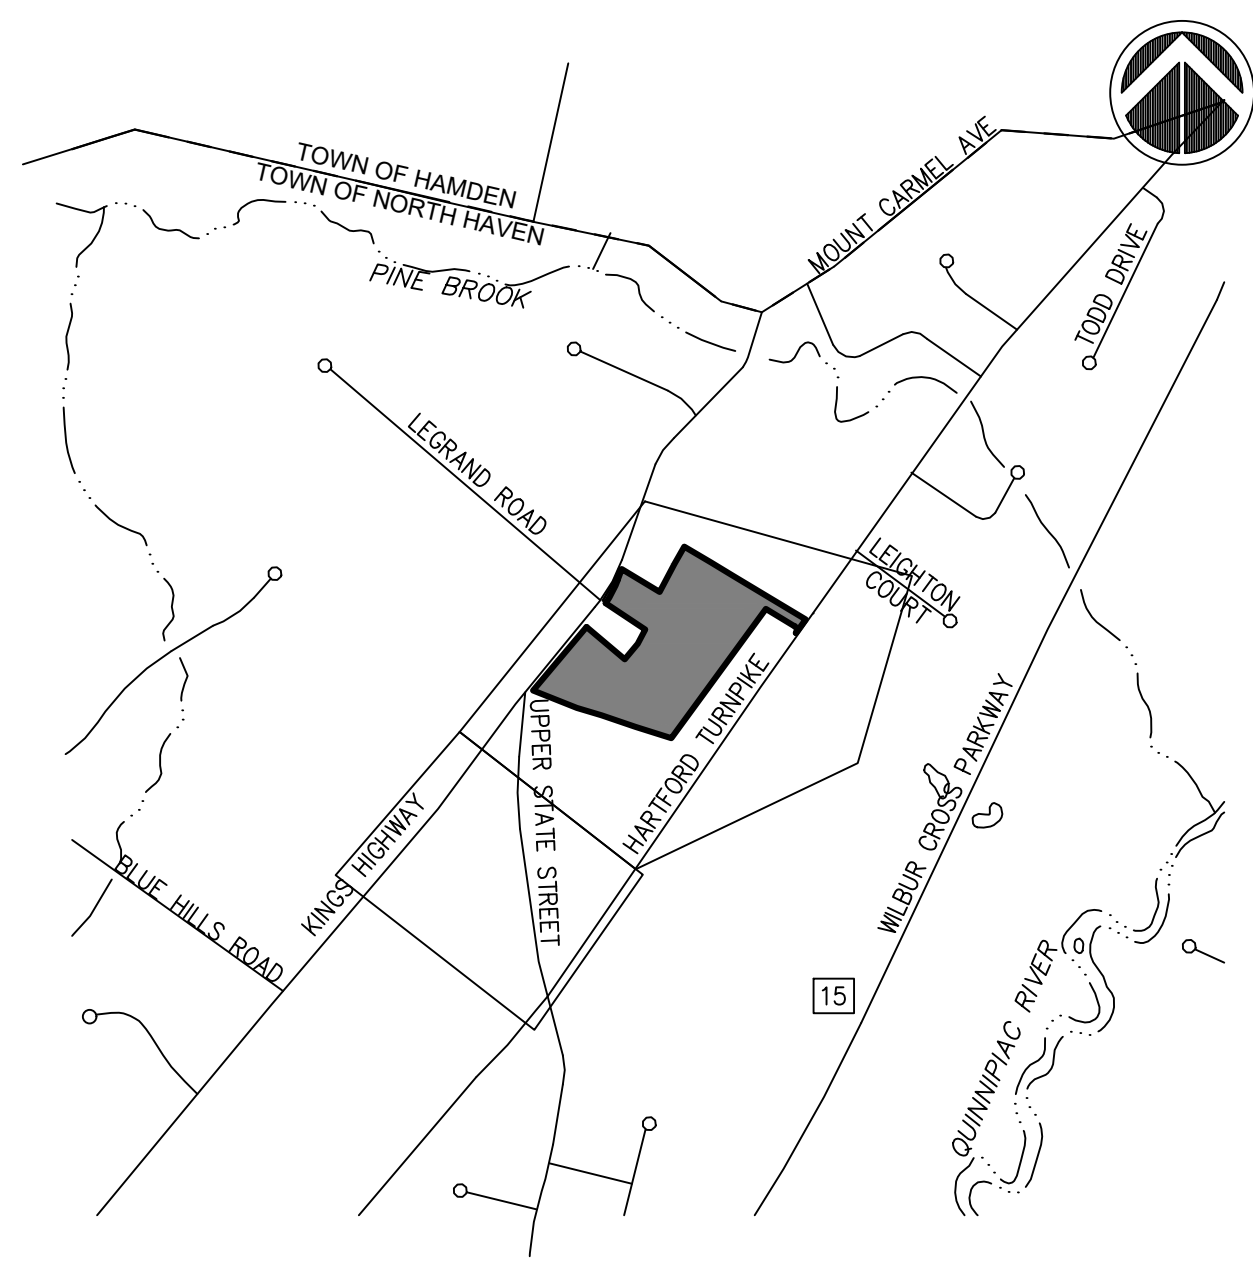 TOWN OF HAMDEN
TOWN OF NORTH HAVEN
MOUNT CARMEL AVE
PINE BROOK
TODD DRIVE
LEGRAND ROAD
LEIGHTON
COURT
HARTFORD TURNPIKE
UPPER STATE STREET
WILBUR CROSS PARKWAY
KINGS HIGHWAY
BLUE HILLS ROAD
15
QUINNIPIAC RIVER